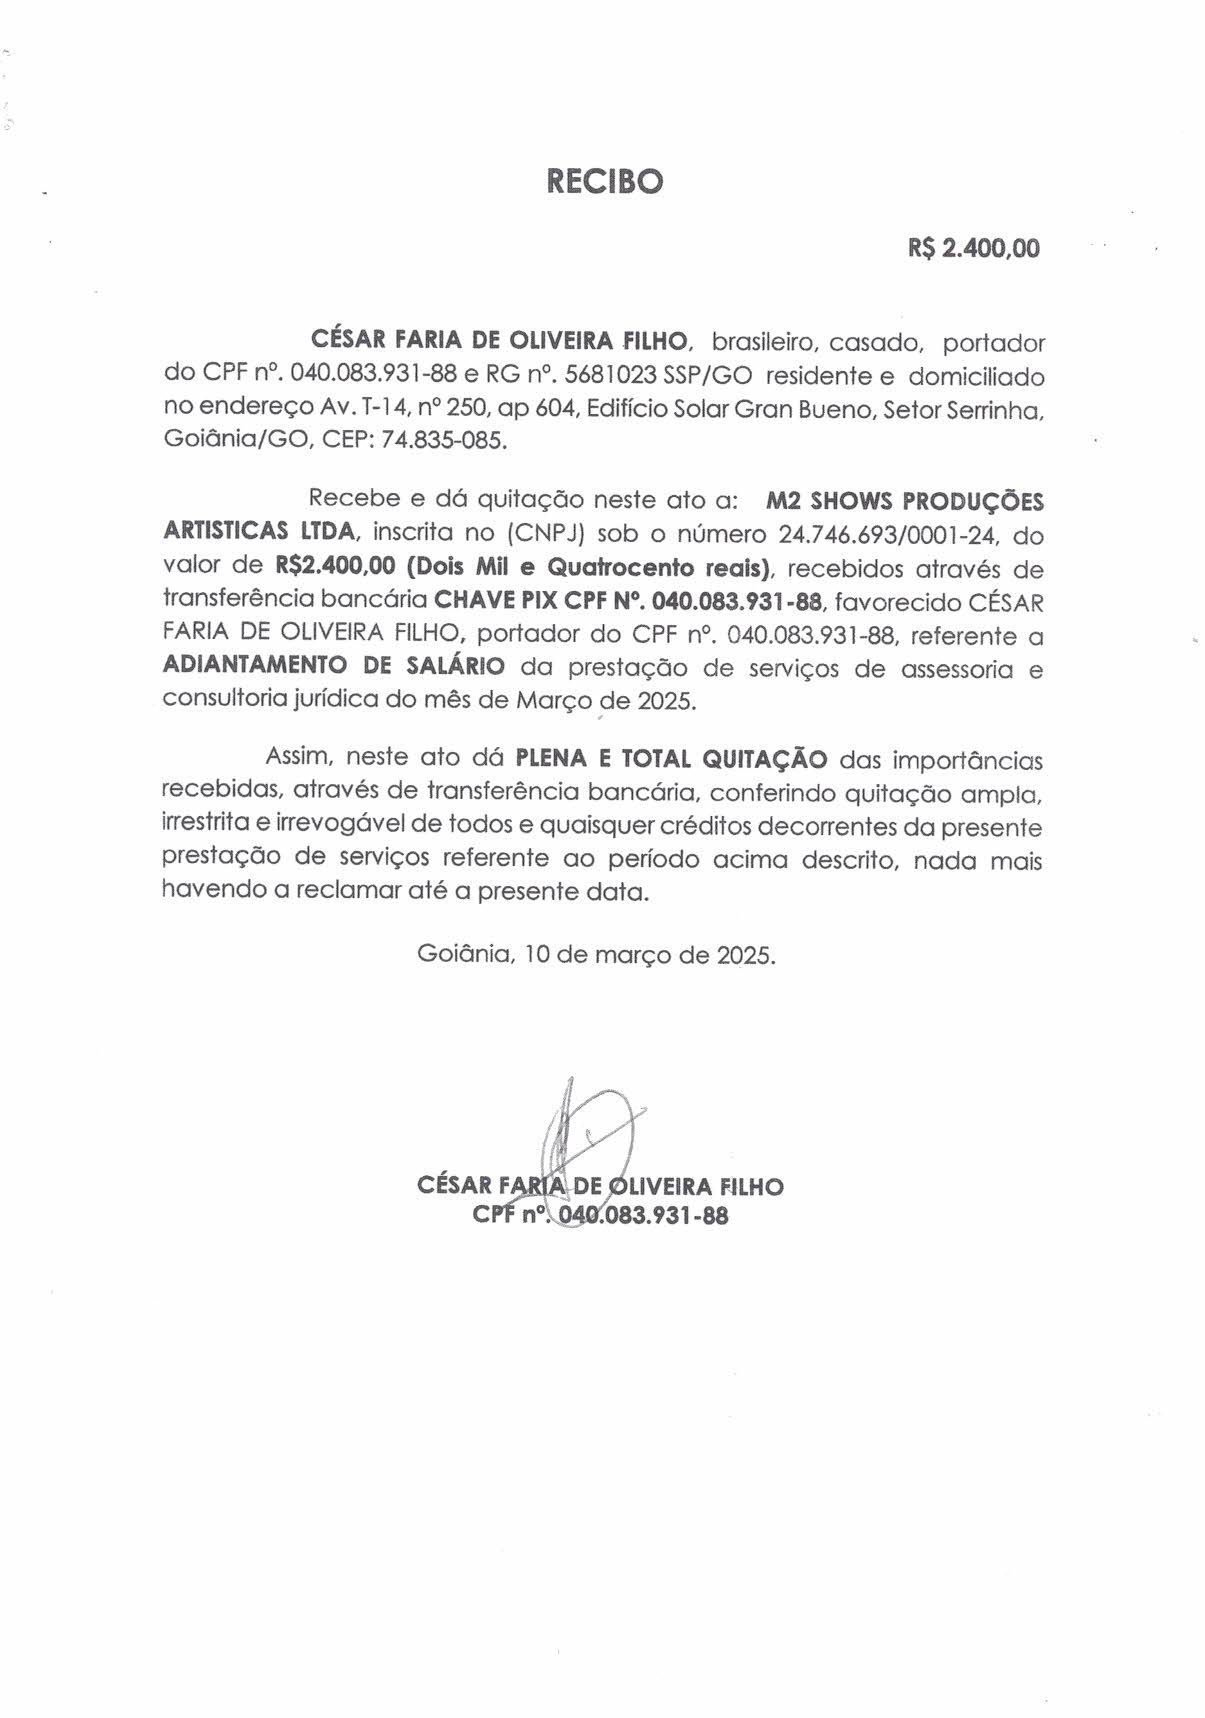 RECIBO
R$ 2.400,00
CÉSAR FARIA DE OLIVEIRA FILHO, brasileiro, casado, portador
do CPF nº. 040.083.931-88 e RG nº. 5681023 SSP/GO residente e domiciliado
no endereço Av. T-14, nº 250, ap 604, Edifício Solar Gran Bueno, Setor Serrinha,
Goiânia/GO, CEP: 74.835-085.
Recebe e dá quitação neste ato a: M2 SHOWS PRODUÇÕES
ARTISTICAS LTDA, inscrita no (CNPJ) sob o número 24.746.693/0001-24, do
valor de R$2.400,00 (Dois Mil e Quatrocento reais), recebidos através de
transferência bancária CHAVE PIX CPF Nº. 040.083.931-88, favorecido CÉSAR
FARIA DE OLIVEIRA FILHO, portador do CPF nº. 040.083.931-88, referente a
ADIANTAMENTO DE SALÁRIO da prestação de serviços de assessoria e
consultoria jurídica do mês de Março de 2025.
Assim, neste ato dá PLENA E TOTAL QUITAÇÃO das importâncias
recebidas, através de transferência bancária, conferindo quitação ampla,
irrestrita e irrevogável de todos e quaisquer créditos decorrentes da presente
prestação de serviços referente ao período acima descrito, nada mais
havendo a reclamar até a presente data.
Goiânia, 10 de março de 2025.
CÉSAR FARIA DE OLIVEIRA FILHO
CPF nº. 040.083.931-88